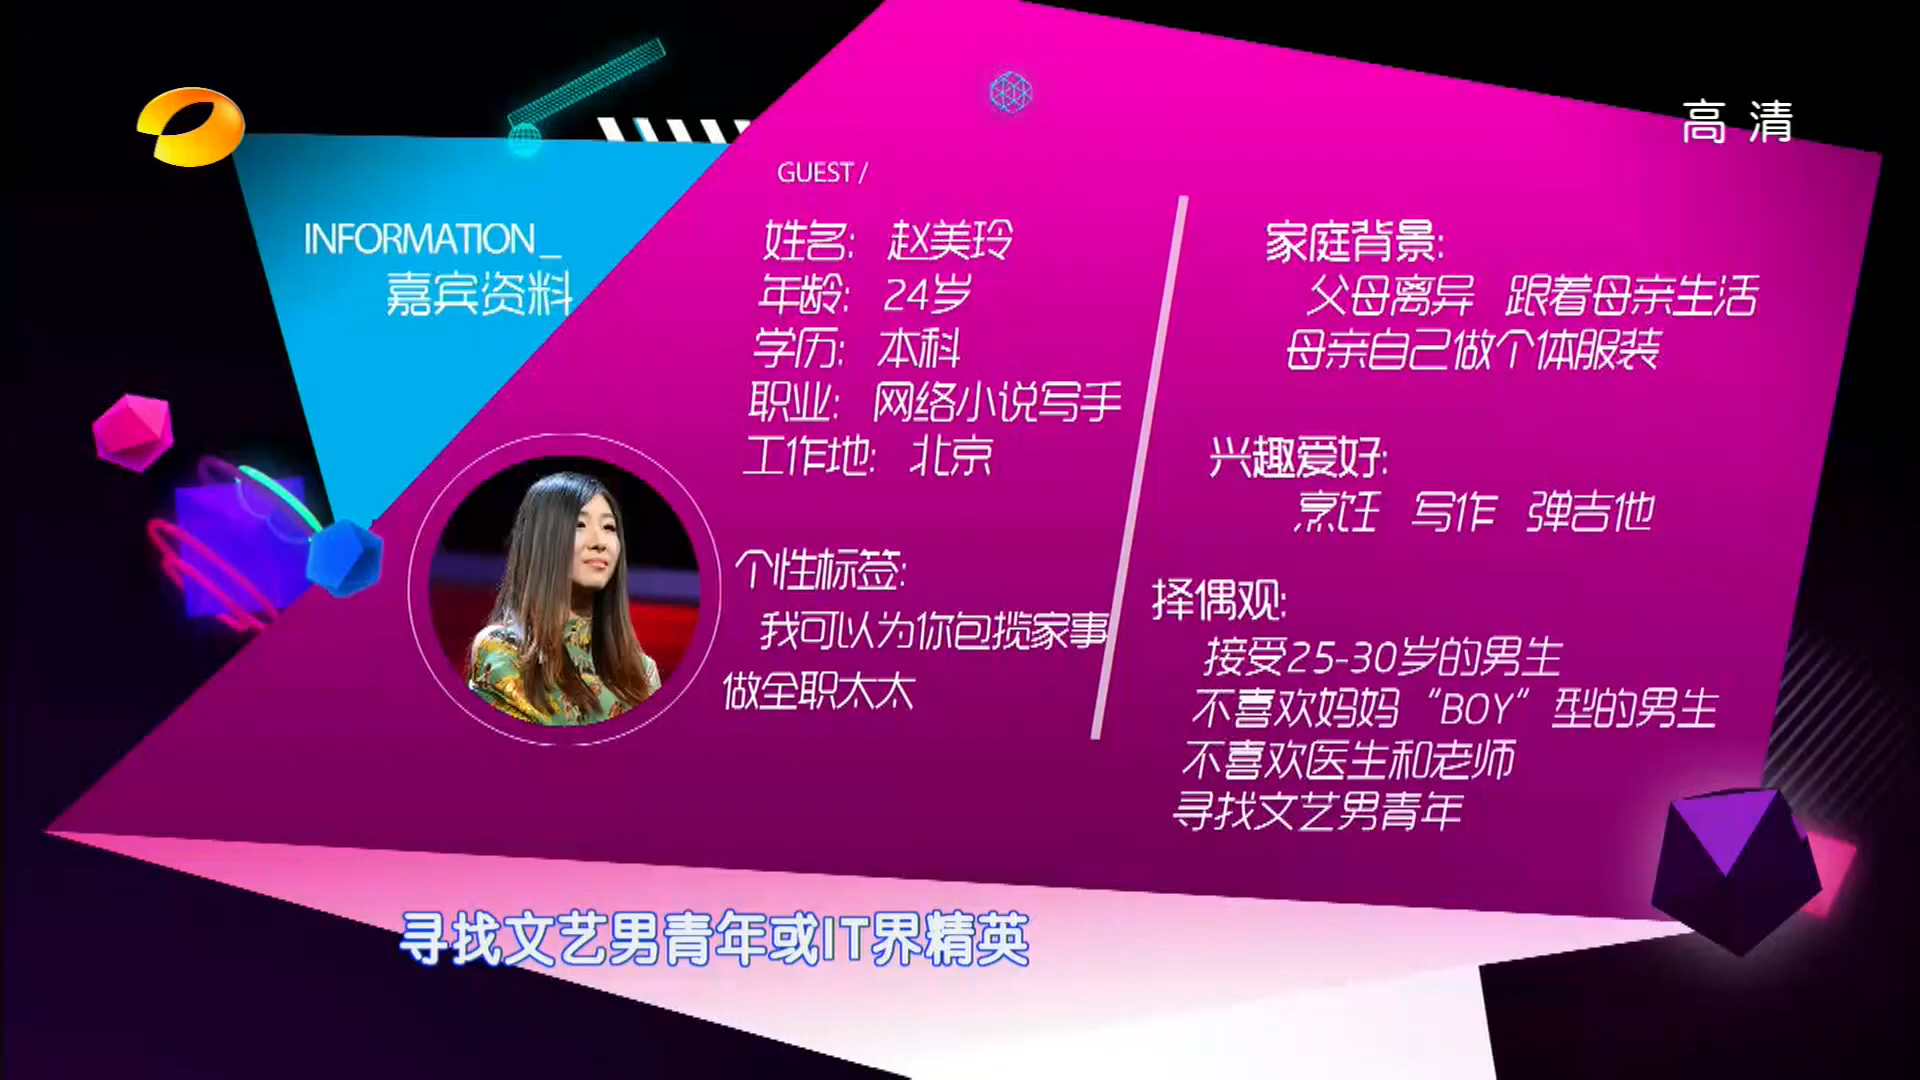 高清
INFORMATION_
嘉宾资料
GUEST /
姓名: 赵美玲
年龄: 24岁
学历: 本科
职业: 网络小说写手
工作地: 北京
个性标签:
我可以为你包揽家事
做全职太太
家庭背景:
父母离异 跟着母亲生活
母亲自己做个体服装
兴趣爱好:
烹饪 写作 弹吉他
择偶观:
接受25-30岁的男生
不喜欢妈妈“BOY”型的男生
不喜欢医生和老师
寻找文艺男青年
寻找文艺男青年或IT界精英